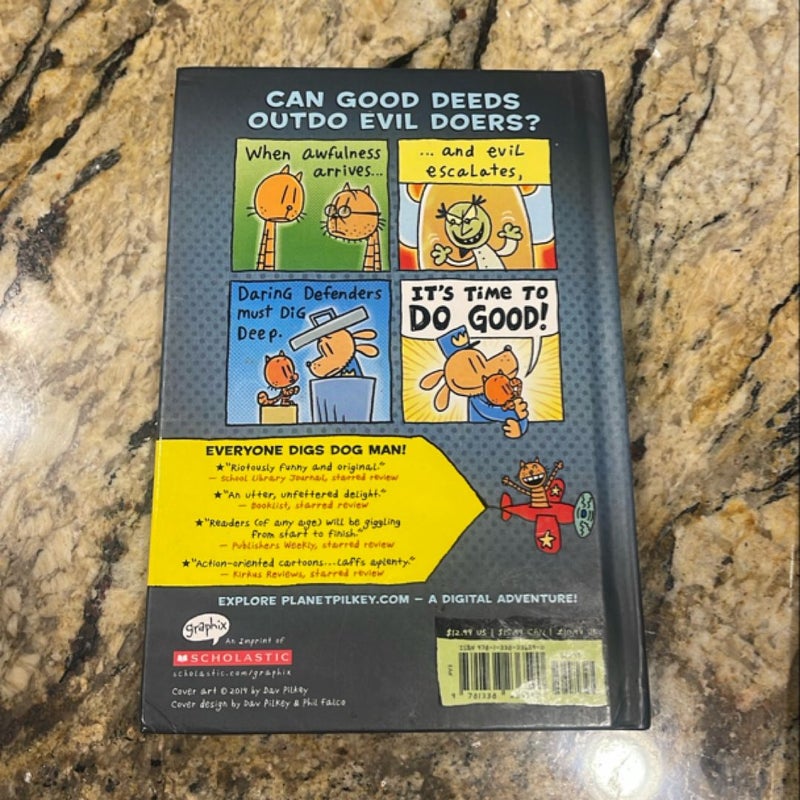 CAN GOOD DEEDS
OUTDO EVIL DOERS?
When awfulness
arrives...
... and evil
escalates,
Daring Defenders
must Dig
Deep.
IT'S Time TO
DO GOOD!
EVERYONE DIGS DOG MAN!
★"Riotously funny and original."
— School Library Journal, starred review
★"An utter, unfettered delight."
— Booklist, starred review
★"Readers (of any age) will be giggling
from start to finish."
— Publishers Weekly, starred review
★"Action-oriented cartoons...Laffs aplenty."
— Kirkus Reviews, starred review
EXPLORE PLANETPILKEY.COM — A DIGITAL ADVENTURE!
graphix
An Imprint of
SCHOLASTIC
scholastic.com/graphix
Cover art © 2019 by Dav Pilkey
Cover design by Dav Pilkey & Phil Falco
$12.99 US
ISBN
9 781338